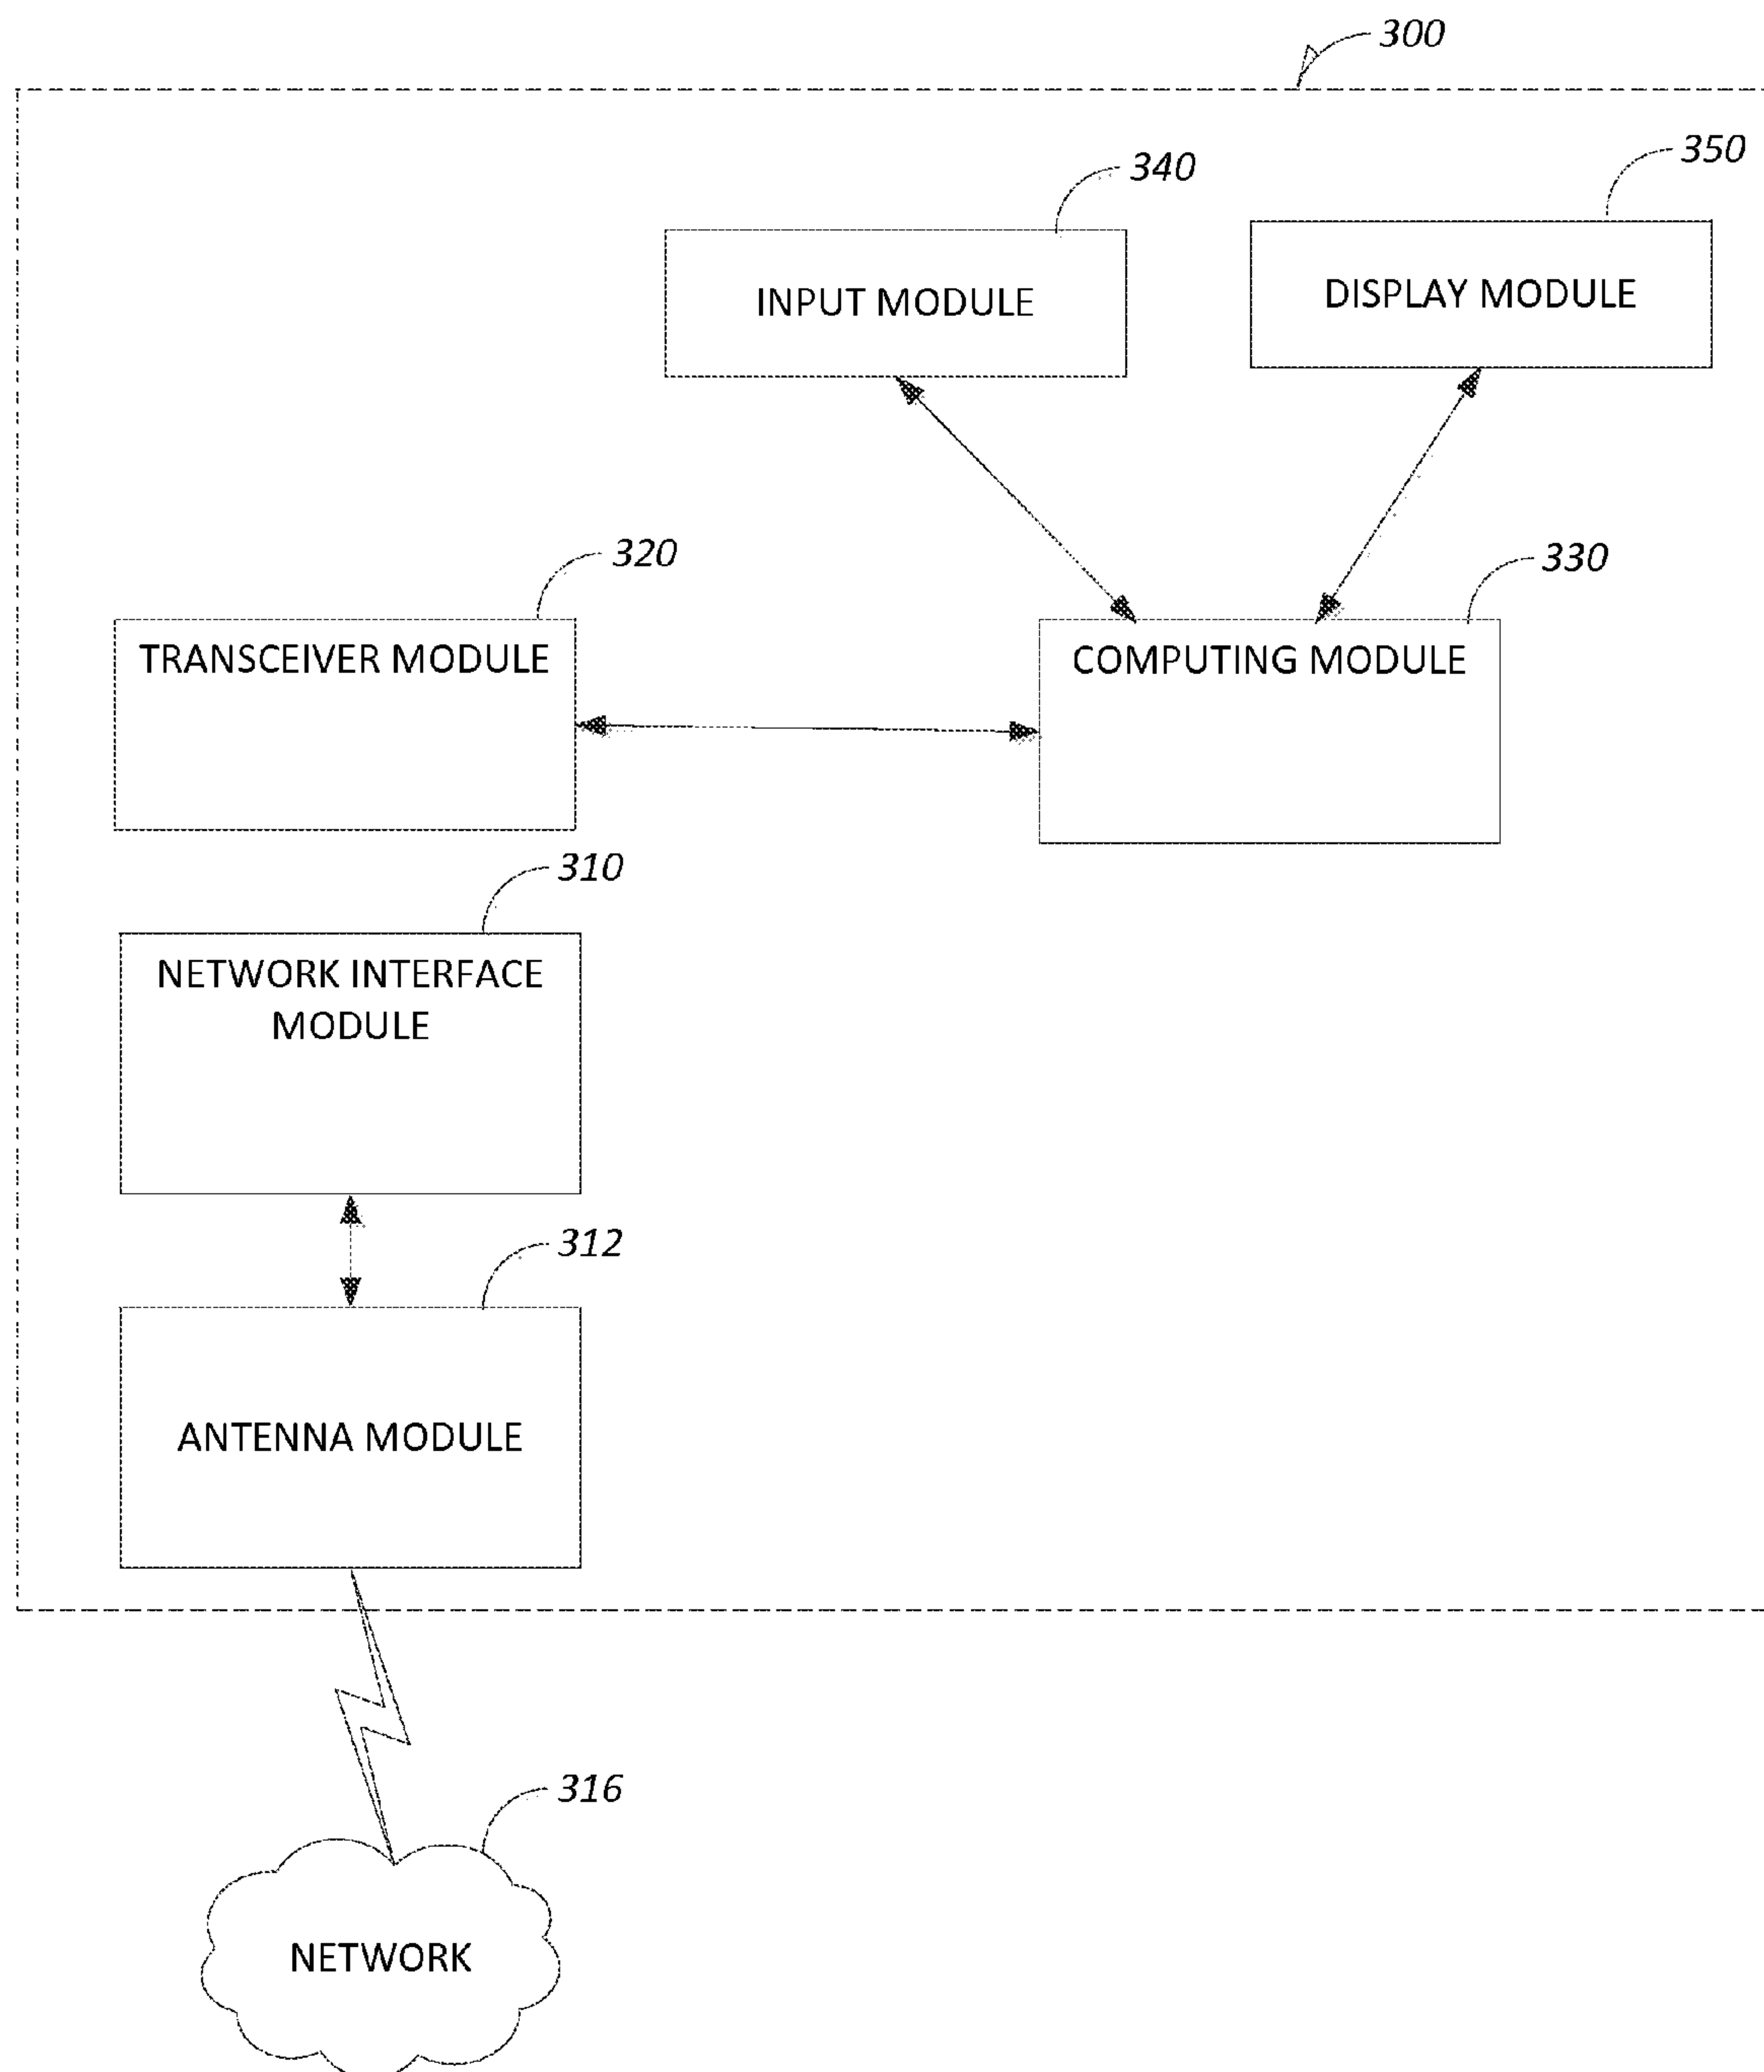 300
340
350
INPUT MODULE
DISPLAY MODULE
320
330
TRANSCEIVER MODULE
COMPUTING MODULE
310
NETWORK INTERFACE
MODULE
312
ANTENNA MODULE
316
NETWORK